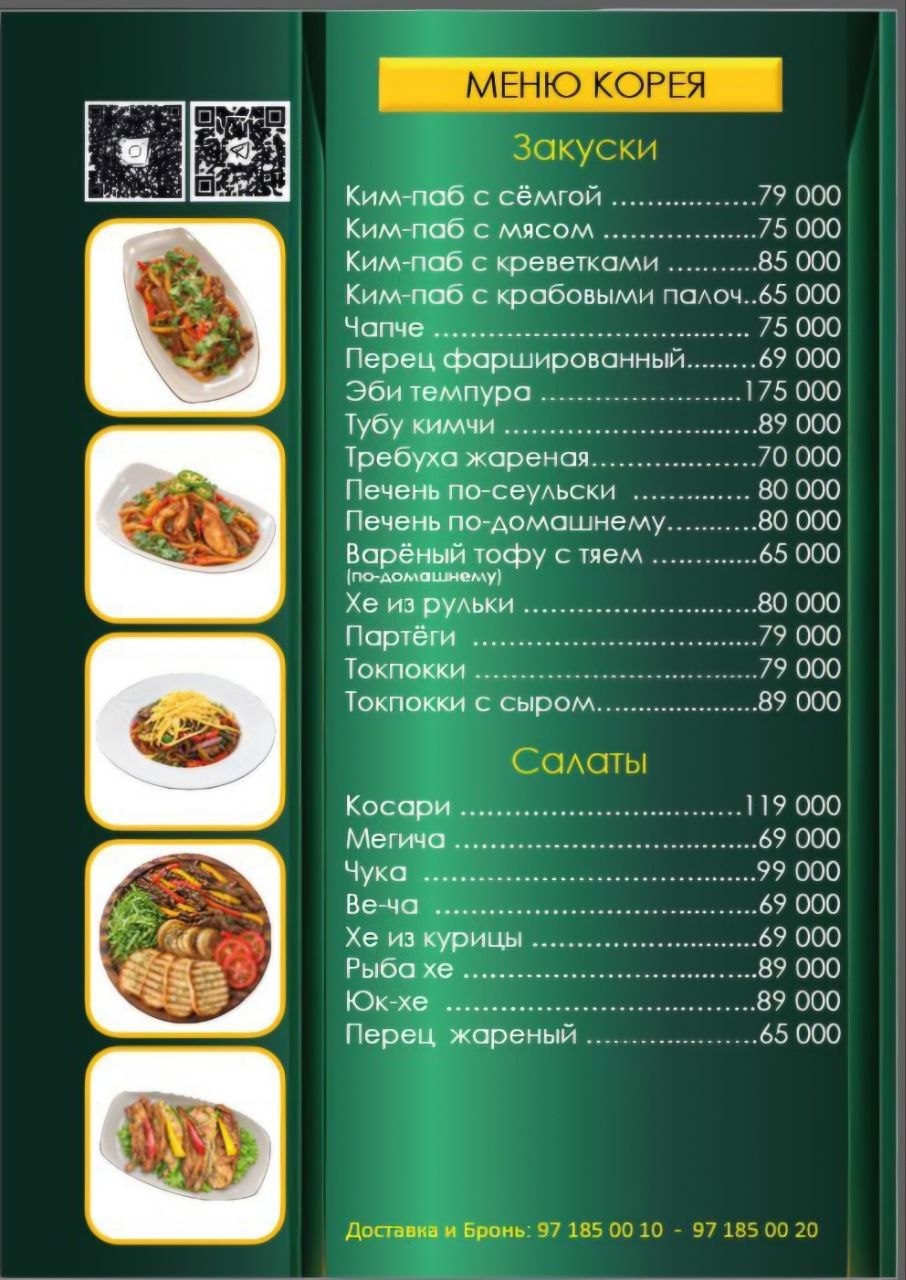 МЕНЮ КОРЕЯ
Закуски
Ким-паб с сёмгой ..................79 000
Ким-паб с мясом ...................75 000
Ким-паб с креветками ...........85 000
Ким-паб с крабовыми палоч..65 000
Чапче ..................................... 75 000
Перец фаршированный.........69 000
Эби темпура ........................175 000
Тубу кимчи ..............................89 000
Требуха жареная....................70 000
Печень по-сеульски .............. 80 000
Печень по-домашнему...........80 000
Варёный тофу с тяем .............65 000
(по-домашнему)
Хе из рульки ............................80 000
Партёги ..................................79 000
Токпокки ..................................79 000
Токпокки с сыром...................89 000
Салаты
Косари .................................119 000
Мегича ....................................69 000
Чука .......................................99 000
Ве-ча ......................................69 000
Хе из курицы ...........................69 000
Рыба хе ...................................89 000
Юк-хе .....................................89 000
Перец жареный .....................65 000
Доставка и Бронь: 97 185 00 10 - 97 185 00 20